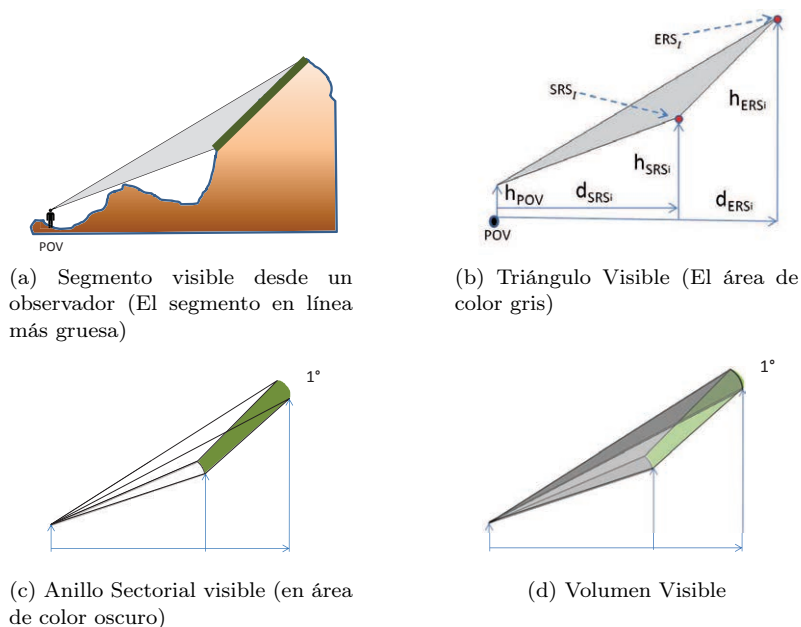 POV
ERS_I
SRS_I
h_ERSi
h_SRSi
h_POV
d_SRSi
d_ERSi
POV
(a) Segmento visible desde un
observador (El segmento en línea
más gruesa)
(b) Triángulo Visible (El área de
color gris)
1°
1°
(c) Anillo Sectorial visible (en área
de color oscuro)
(d) Volumen Visible